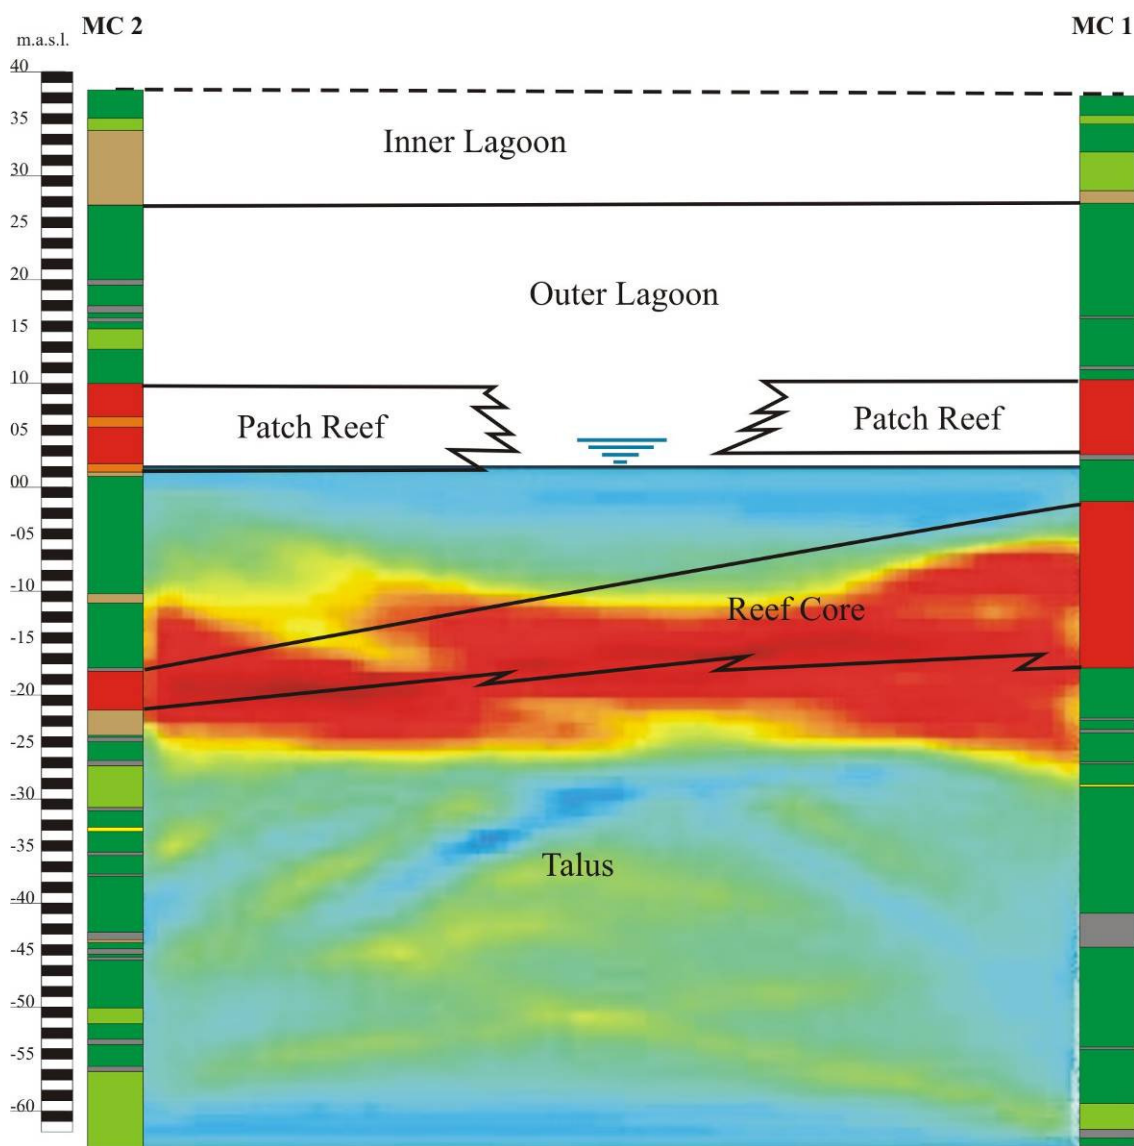 MC 2
MC 1
m.a.s.l.
40
35
Inner Lagoon
30
25
20
Outer Lagoon
15
10
05
Patch Reef
Patch Reef
00
-05
-10
Reef Core
-15
-20
-25
-30
-35
Talus
-40
-45
-50
-55
-60